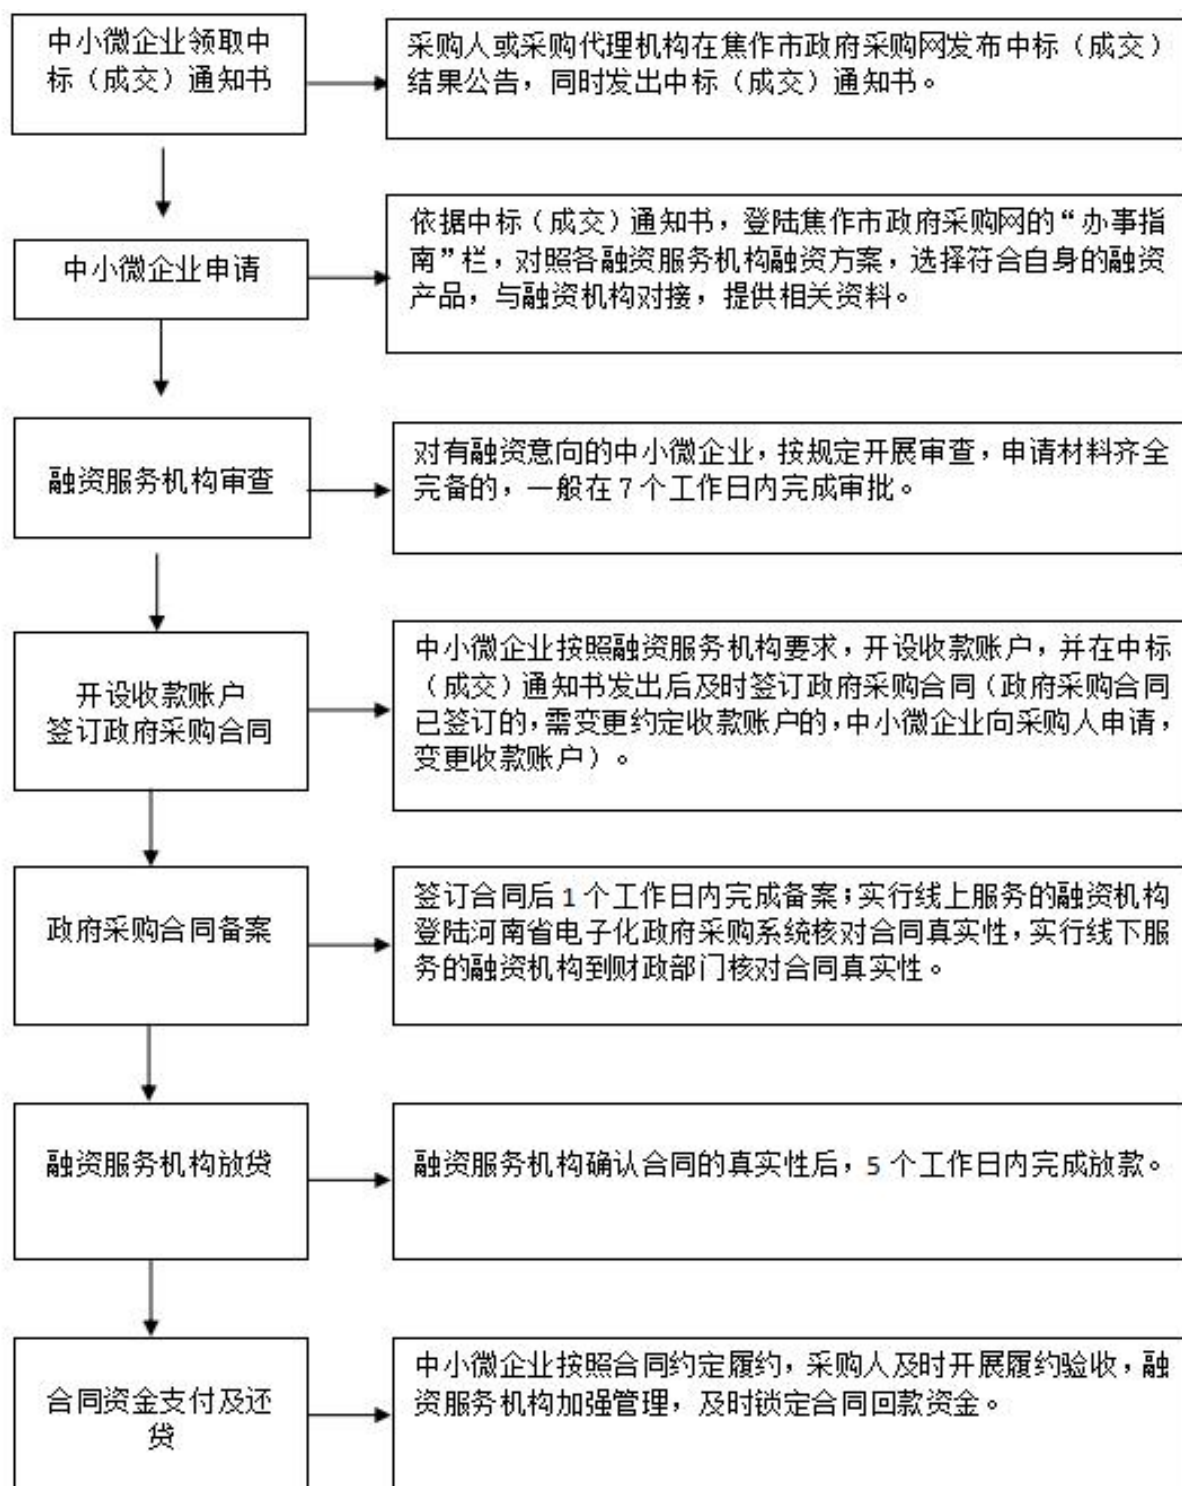 中小微企业领取中
标（成交）通知书
采购人或采购代理机构在焦作市政府采购网发布中标（成交）
结果公告，同时发出中标（成交）通知书。
中小微企业申请
依据中标（成交）通知书，登陆焦作市政府采购网的“办事指
南”栏，对照各融资服务机构融资方案，选择符合自身的融资
产品，与融资机构对接，提供相关资料。
融资服务机构审查
对有融资意向的中小微企业，按规定开展审查，申请材料齐全
完备的，一般在7个工作日内完成审批。
开设收款账户
签订政府采购合同
中小微企业按照融资服务机构要求，开设收款账户，并在中标
（成交）通知书发出后及时签订政府采购合同（政府采购合同
已签订的，需变更约定收款账户的，中小微企业向采购人申请，
变更收款账户）。
政府采购合同备案
签订合同后1个工作日内完成备案；实行线上服务的融资机构
登陆河南省电子化政府采购系统核对合同真实性，实行线下服
务的融资机构到财政部门核对合同真实性。
融资服务机构放贷
融资服务机构确认合同的真实性后，5个工作日内完成放款。
合同资金支付及还
贷
中小微企业按照合同约定履约，采购人及时开展履约验收，融
资服务机构加强管理，及时锁定合同回款资金。